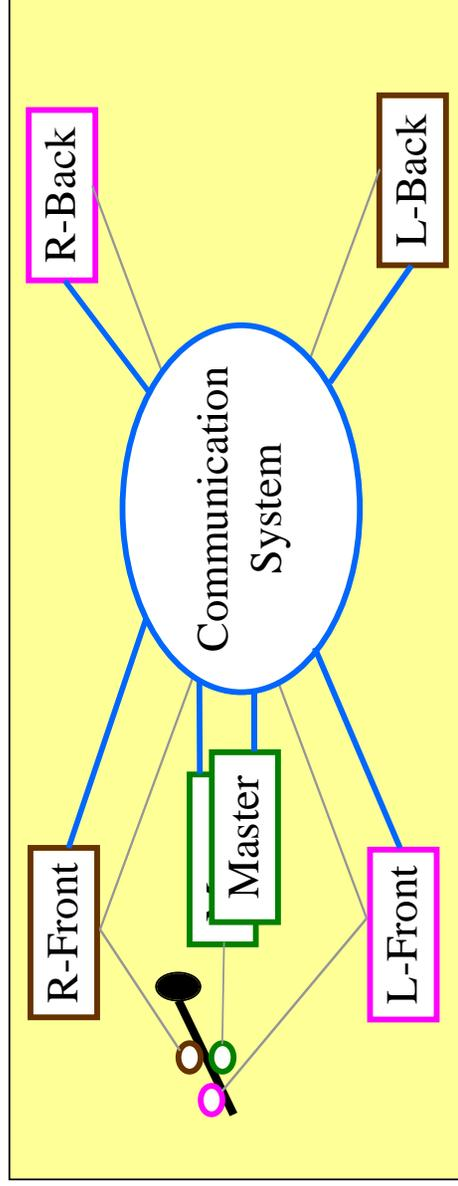 R-Front
R-Back
Communication
System
Master
L-Front
L-Back